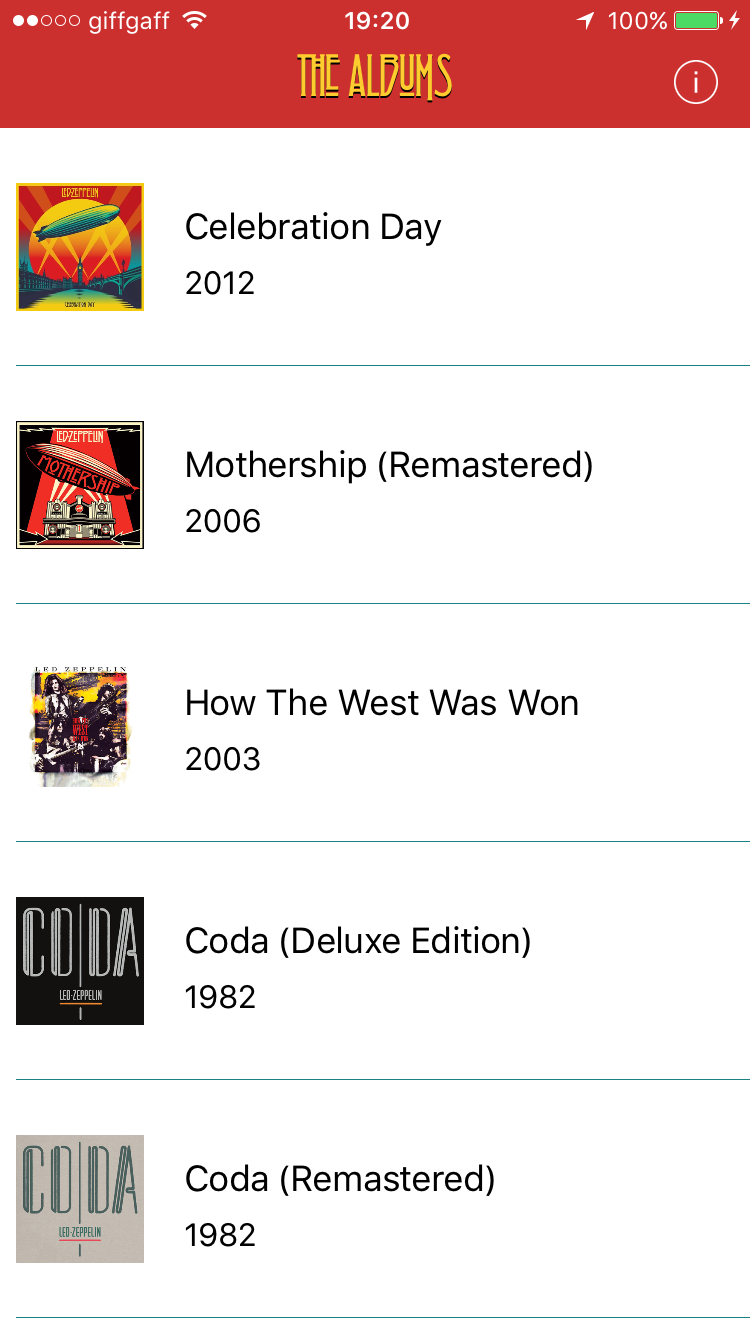 giffgaff 19:20 100%
THE ALBUMS
i
LED ZEPPELIN
CELEBRATION DAY
Celebration Day
2012
LED ZEPPELIN
MOTHERSHIP
Mothership (Remastered)
2006
LED ZEPPELIN
WEST
How The West Was Won
2003
CODA
LED-ZEPPELIN
Coda (Deluxe Edition)
1982
CODA
LED-ZEPPELIN
Coda (Remastered)
1982